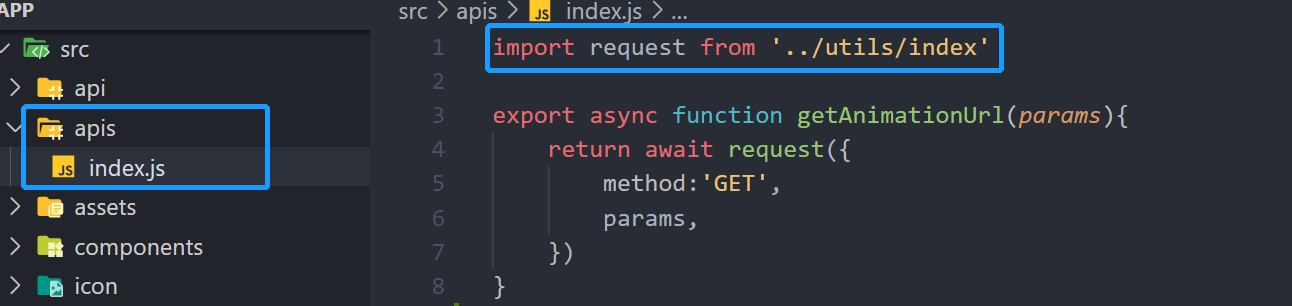 APP
src
api
apis
JS index.js
assets
components
icon
src > apis > JS index.js > ...
1 import request from '../utils/index'
2
3 export async function getAnimationUrl(params){
4 return await request({
5 method:'GET',
6 params,
7 })
8 }